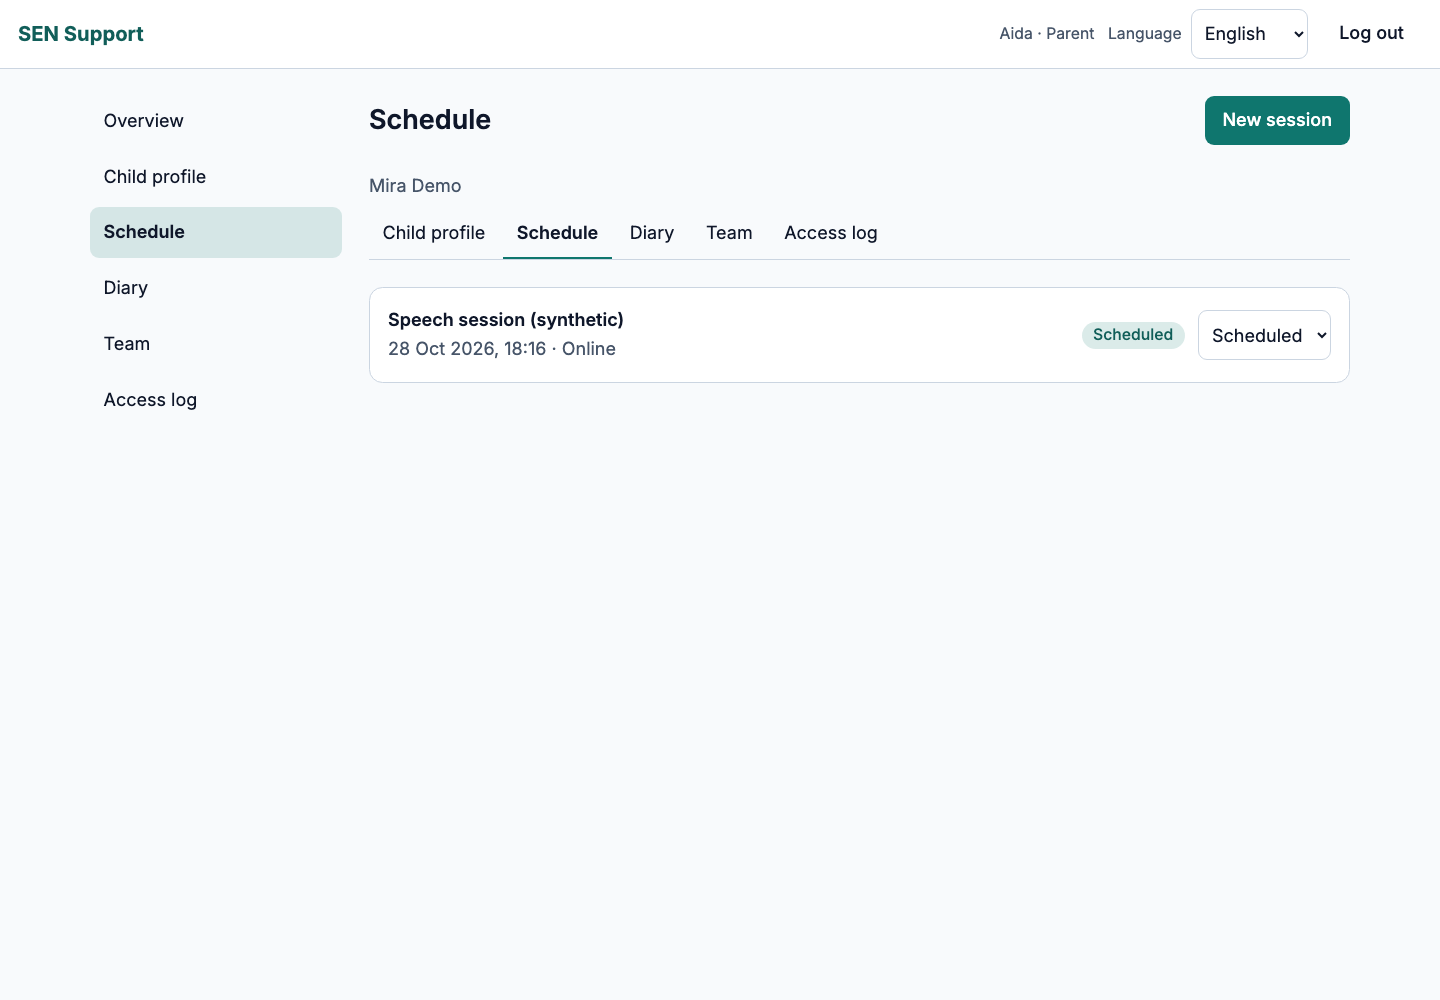 SEN Support
Aida · Parent Language English Log out
Overview
Child profile
Schedule
Diary
Team
Access log
Schedule
New session
Mira Demo
Child profile Schedule Diary Team Access log
Speech session (synthetic)
28 Oct 2026, 18:16 · Online
Scheduled Scheduled